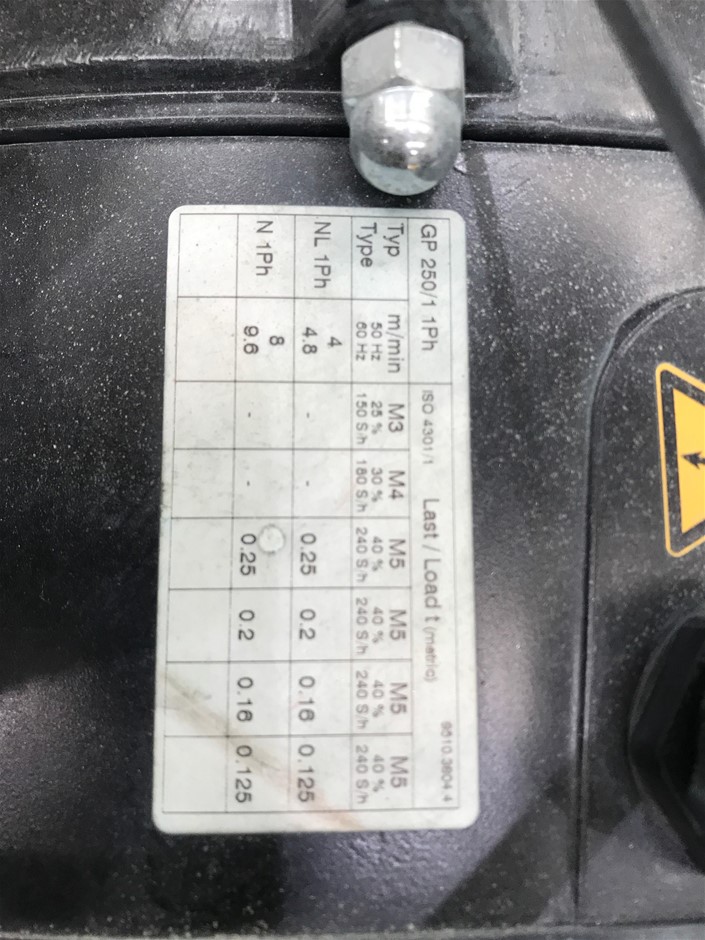 GP 250/1 1Ph ISO 4301/1 Last / Load t (metric) 9610.3804.4
Typ m/min M3 M4 M5 M5 M5 M5
Type 50 Hz 25 % 30 % 40 % 40 % 40 % 40 %
60 Hz 150 S/h 180 S/h 240 S/h 240 S/h 240 S/h 240 S/h
4
NL 1Ph 4.8 - - 0.25 0.2 0.16 0.125
8
N 1Ph 9.6 - - 0.25 0.2 0.16 0.125